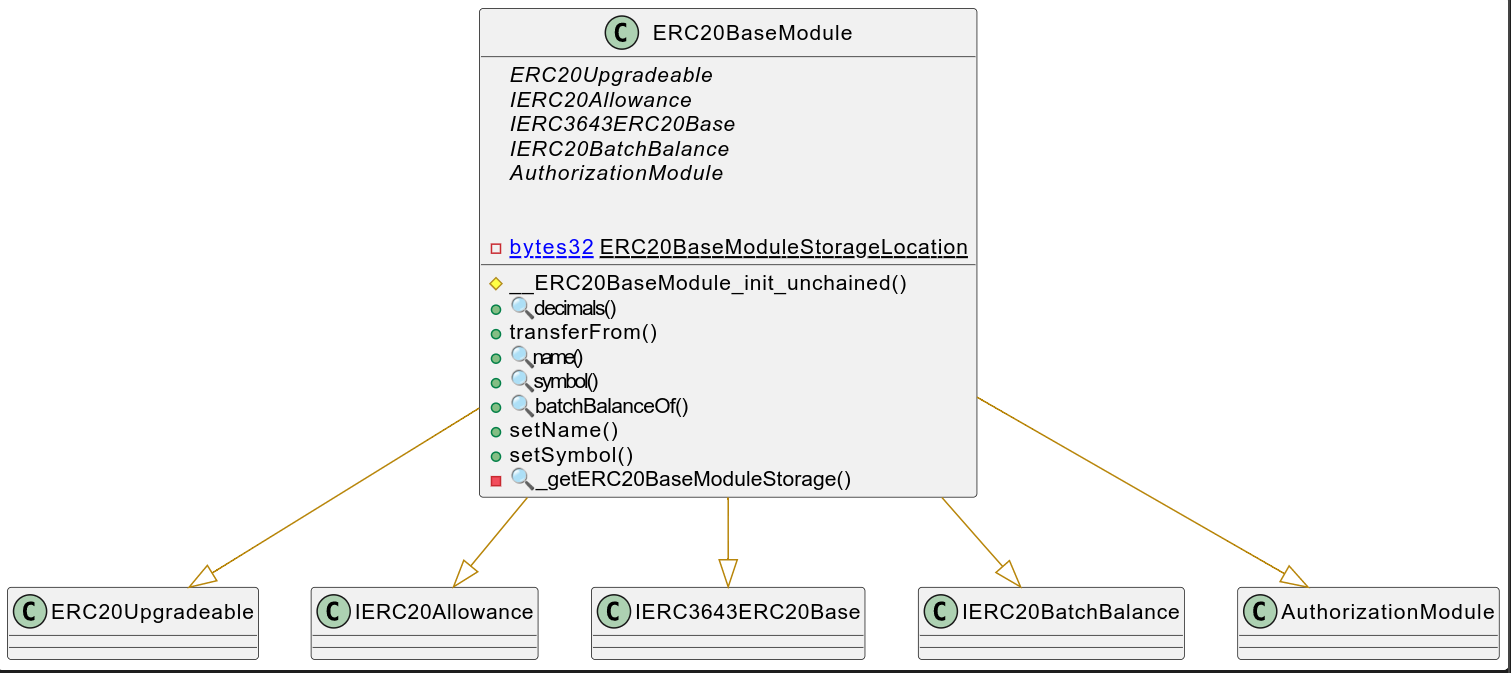 C ERC20BaseModule
ERC20Upgradeable
IERC20Allowance
IERC3643ERC20Base
IERC20BatchBalance
AuthorizationModule
bytes32 ERC20BaseModuleStorageLocation
__ERC20BaseModule_init_unchained()
🔍decimals()
transferFrom()
🔍name()
🔍symbol()
🔍batchBalanceOf()
setName()
setSymbol()
🔍_getERC20BaseModuleStorage()
C ERC20Upgradeable
C IERC20Allowance
C IERC3643ERC20Base
C IERC20BatchBalance
C AuthorizationModule